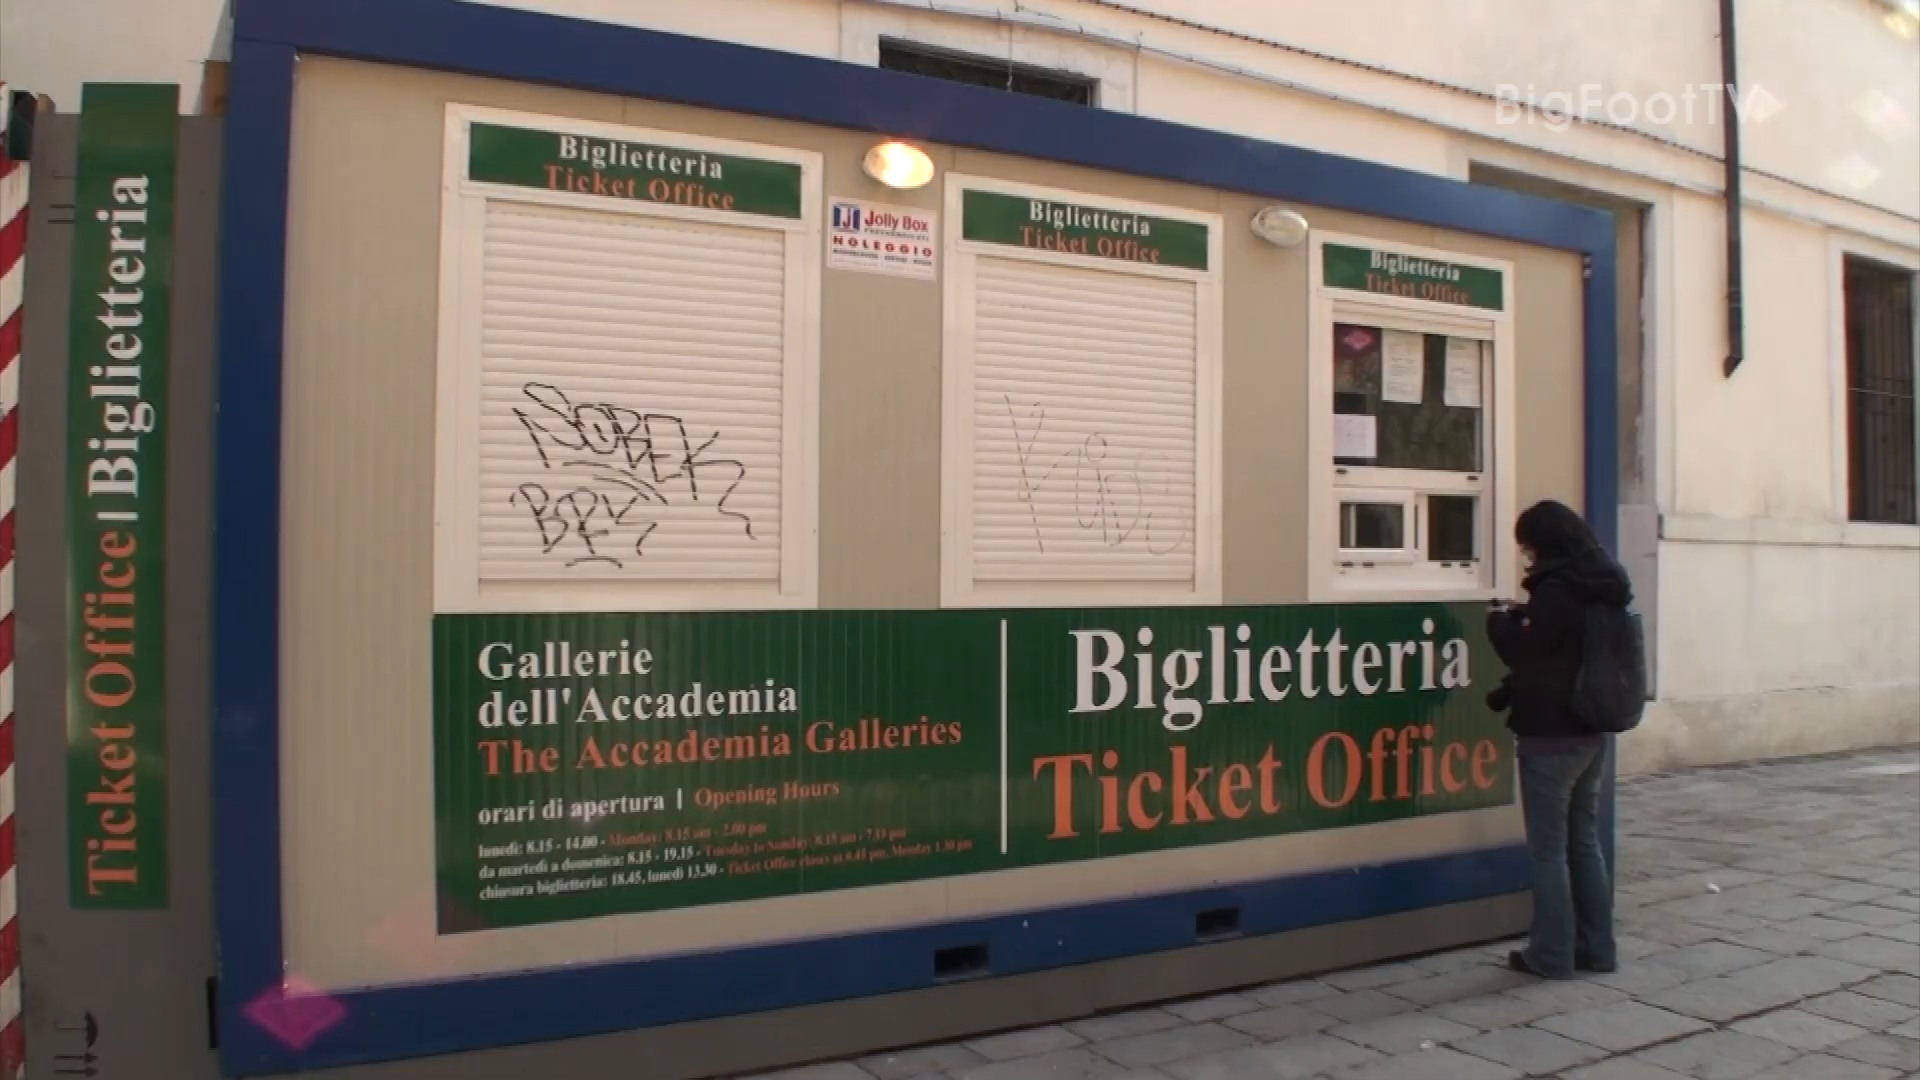 BigFootTV
Ticket Office | Biglietteria
Biglietteria
Ticket Office
Jolly Box
NOLEGGIO
Biglietteria
Ticket Office
Biglietteria
Ticket Office
SOBEK
Kids
Gallerie
dell'Accademia
The Accademia Galleries
orari di apertura | Opening Hours
lunedì: 8.15 - 14.00 - Monday: 8.15 am - 2.00 pm
da martedì a domenica: 8.15 - 19.15 - Tuesday to Sunday: 8.15 am - 7.15 pm
chiusura biglietteria: 18.45, lunedì 13.30 - Ticket Office closes at 6.45 pm, Monday 1.30 pm
Biglietteria
Ticket Office